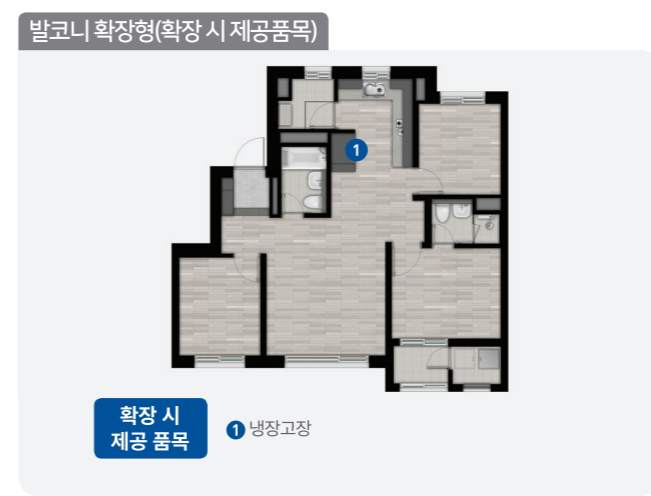 발코니 확장형(확장 시 제공품목)
1
확장 시
제공 품목
1 냉장고장